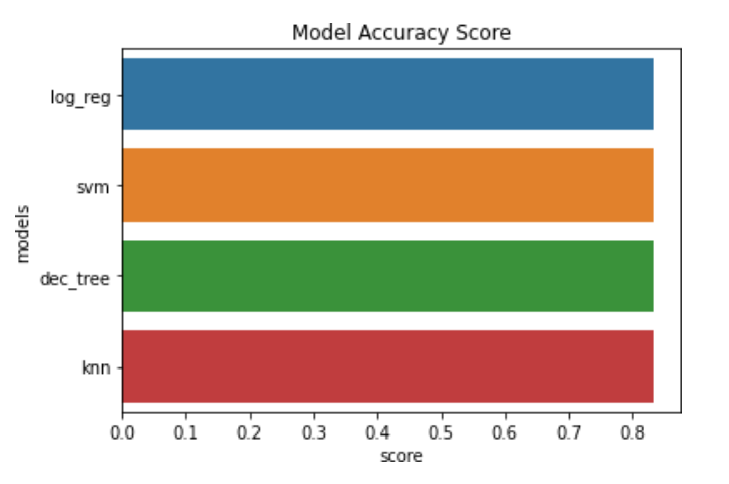 Model Accuracy Score
log_reg
svm
dec_tree
knn
models
0.0 0.1 0.2 0.3 0.4 0.5 0.6 0.7 0.8
score